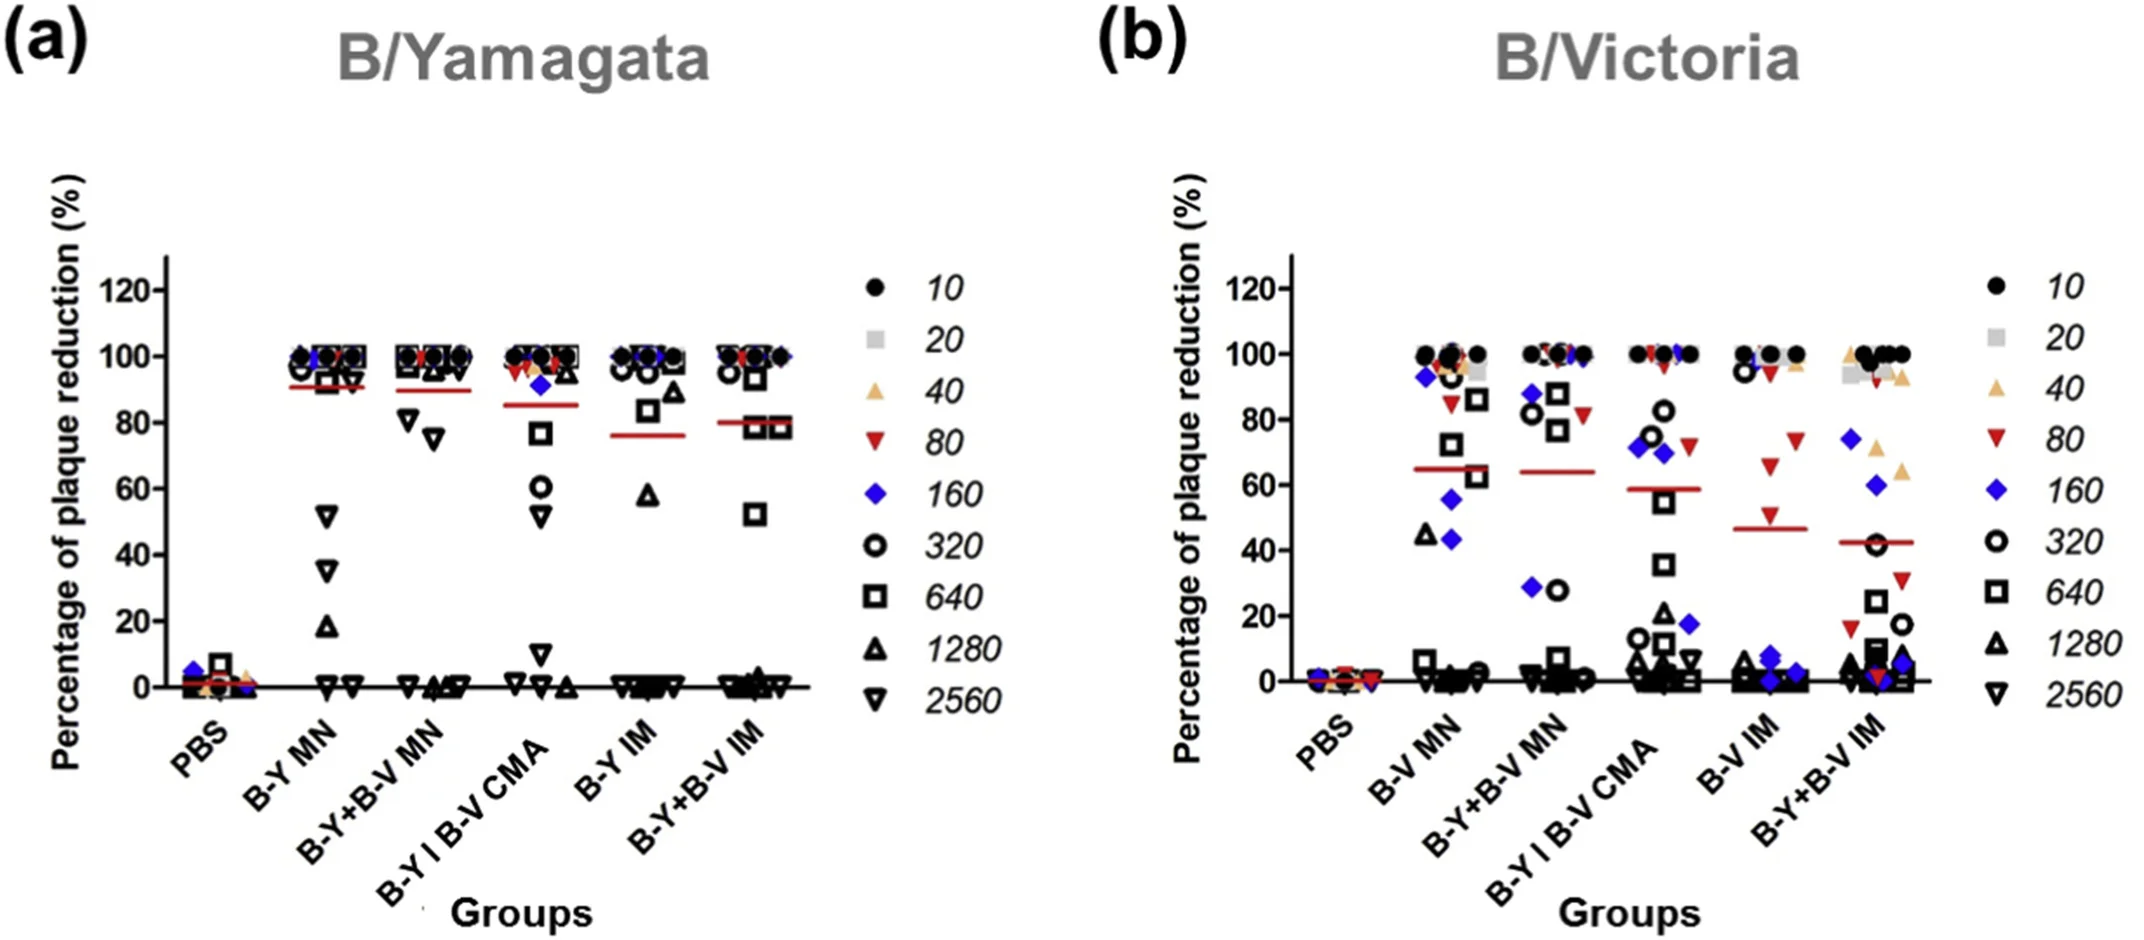 (a)
B/Yamagata
Percentage of plaque reduction (%)
120
100
80
60
40
20
0
PBS
B-Y MN
B-Y+B-V MN
B-Y I B-V CMA
B-Y IM
B-Y+B-V IM
Groups
10
20
40
80
160
320
640
1280
2560
(b)
B/Victoria
Percentage of plaque reduction (%)
120
100
80
60
40
20
0
PBS
B-V MN
B-Y+B-V MN
B-Y I B-V CMA
B-V IM
B-Y+B-V IM
Groups
10
20
40
80
160
320
640
1280
2560